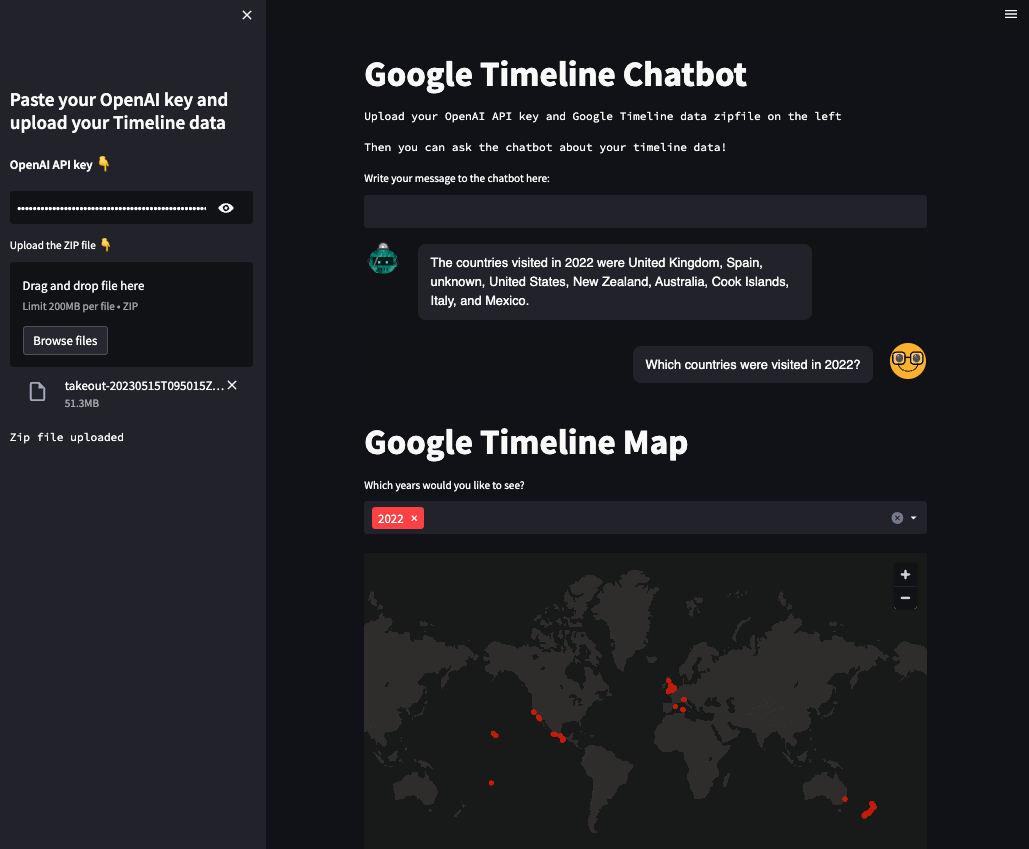 Paste your OpenAI key and
upload your Timeline data
OpenAI API key 👇
Upload the ZIP file 👇
Drag and drop file here
Limit 200MB per file • ZIP
Browse files
takeout-20230515T095015Z...
51.3MB
Zip file uploaded
Google Timeline Chatbot
Upload your OpenAI API key and Google Timeline data zipfile on the left
Then you can ask the chatbot about your timeline data!
Write your message to the chatbot here:
The countries visited in 2022 were United Kingdom, Spain,
unknown, United States, New Zealand, Australia, Cook Islands,
Italy, and Mexico.
Which countries were visited in 2022?
Google Timeline Map
Which years would you like to see?
2022